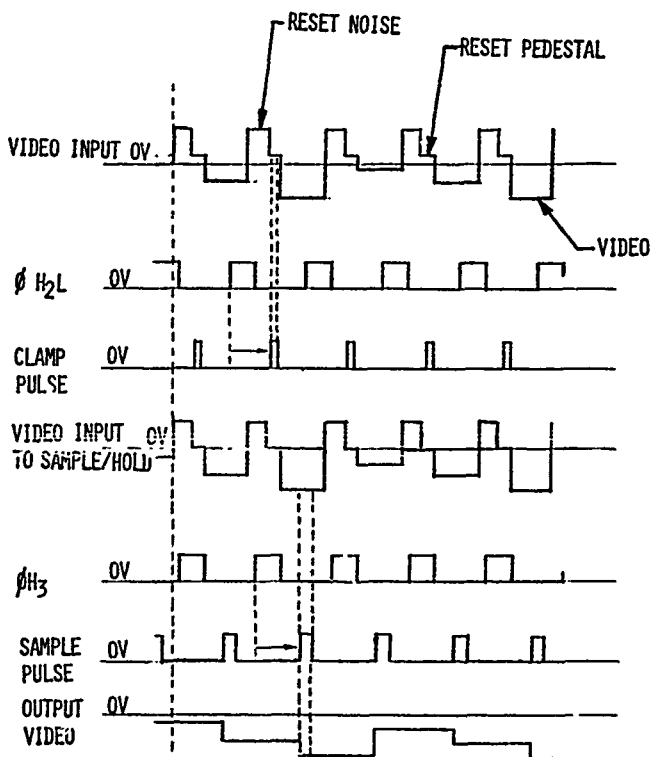 RESET NOISE
RESET PEDESTAL
VIDEO INPUT 0V
VIDEO
ø H2L 0V
CLAMP 0V
PULSE
VIDEO INPUT 0V
TO SAMPLE/HOLD
øH3 0V
SAMPLE 0V
PULSE
OUTPUT 0V
VIDEO